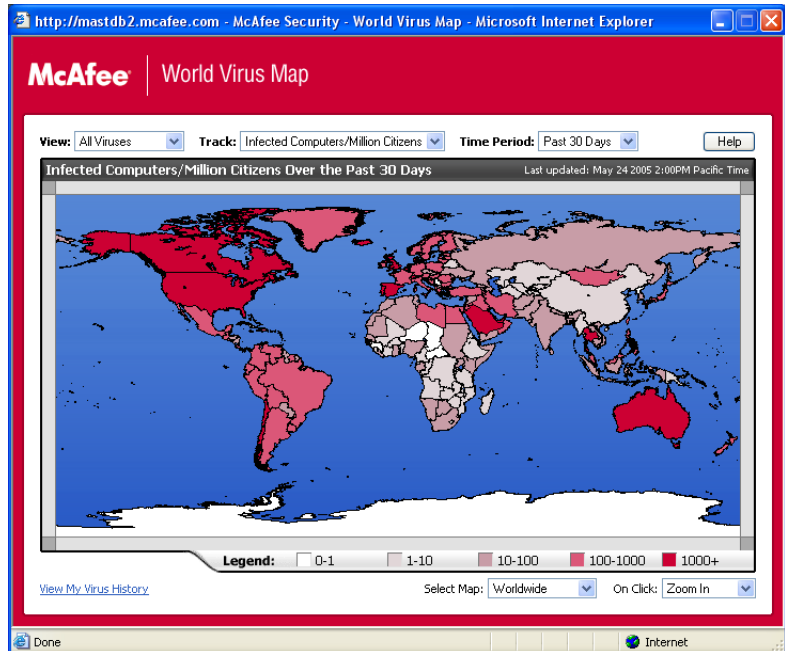 http://mastdb2.mcafee.com - McAfee Security - World Virus Map - Microsoft Internet Explorer
McAfee World Virus Map
View: All Viruses Track: Infected Computers/Million Citizens Time Period: Past 30 Days Help
Infected Computers/Million Citizens Over the Past 30 Days Last updated: May 24 2005 2:00PM Pacific Time
Legend: 0-1 1-10 10-100 100-1000 1000+
View My Virus History Select Map: Worldwide On Click: Zoom In
Done Internet